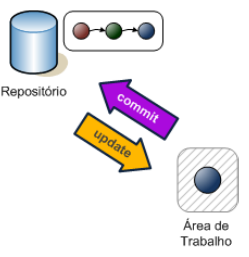 Repositório
commit
update
Área de
Trabalho